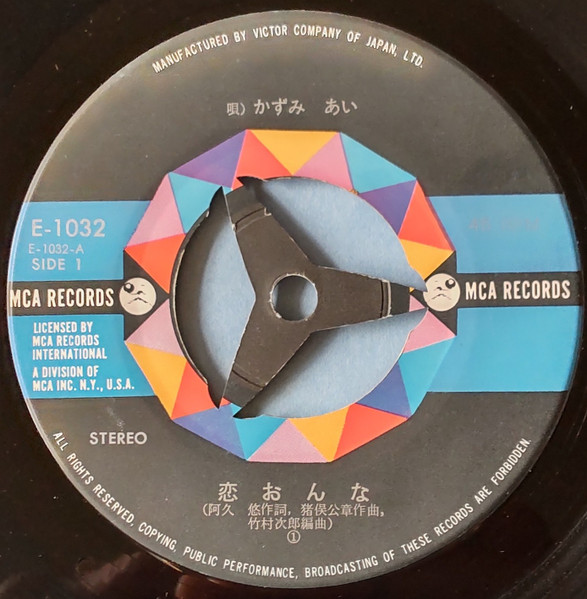 MANUFACTURED BY VICTOR COMPANY OF JAPAN, LTD.
唄）かずみ　あい
E-1032
E-1032-A
SIDE 1
MCA RECORDS
MCA RECORDS
LICENSED BY
MCA RECORDS
INTERNATIONAL
A DIVISION OF
MCA INC. N.Y., U.S.A.
STEREO
恋おんな
（阿久　悠作詞，猪俣公章作曲，
竹村次郎編曲）
①
ALL RIGHTS RESERVED. COPYING, PUBLIC PERFORMANCE, BROADCASTING OF THESE RECORDS ARE FORBIDDEN.